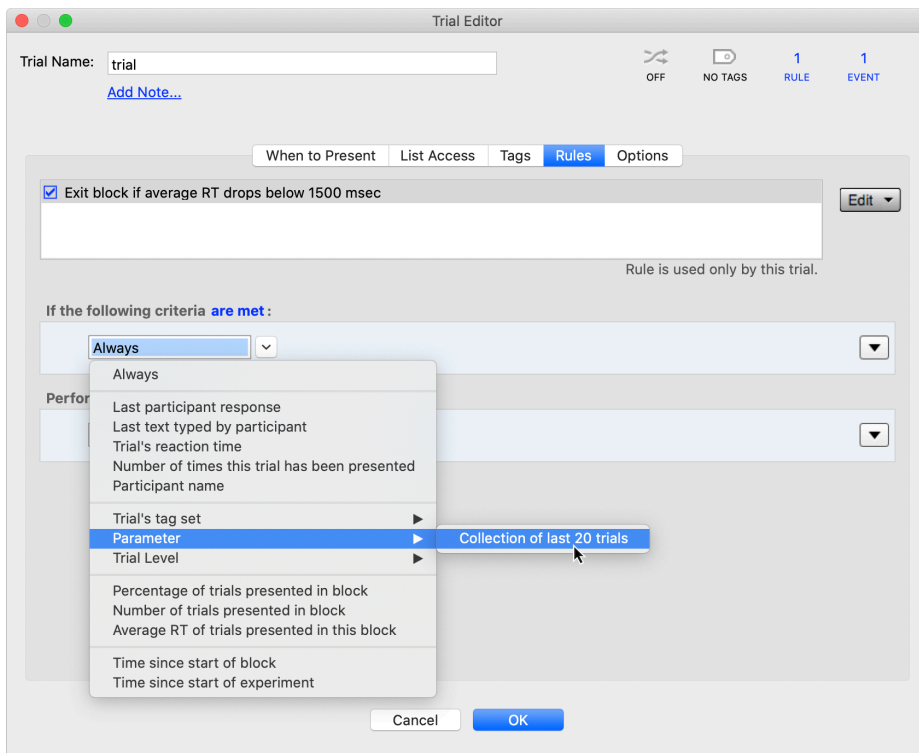 Trial Editor
Trial Name: trial
Add Note...
OFF
NO TAGS
1
RULE
1
EVENT
When to Present List Access Tags Rules Options
Exit block if average RT drops below 1500 msec
Edit
Rule is used only by this trial.
If the following criteria are met :
Always
Always
Perfor
Last participant response
Last text typed by participant
Trial's reaction time
Number of times this trial has been presented
Participant name
Trial's tag set
Parameter
Collection of last 20 trials
Trial Level
Percentage of trials presented in block
Number of trials presented in block
Average RT of trials presented in this block
Time since start of block
Time since start of experiment
Cancel OK